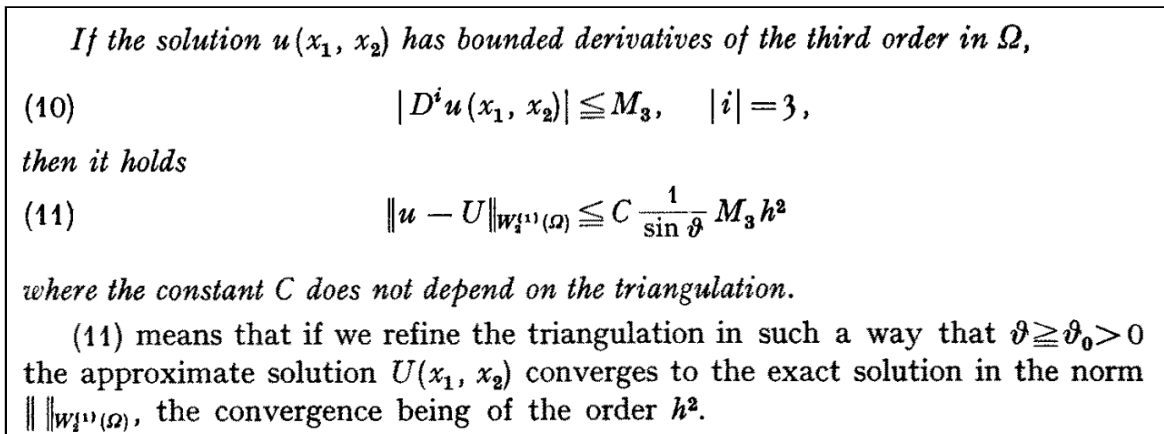 If the solution u(x₁, x₂) has bounded derivatives of the third order in Ω,
(10) |Dⁱu(x₁, x₂)| ≦ M₃, |i| = 3,
then it holds
(11) ‖u − U‖_{W₂^{(1)}(Ω)} ≦ C \frac{1}{\sin ϑ} M₃h²
where the constant C does not depend on the triangulation.
(11) means that if we refine the triangulation in such a way that ϑ ≧ ϑ₀ > 0
the approximate solution U(x₁, x₂) converges to the exact solution in the norm
‖ ‖_{W₂^{(1)}(Ω)}, the convergence being of the order h².